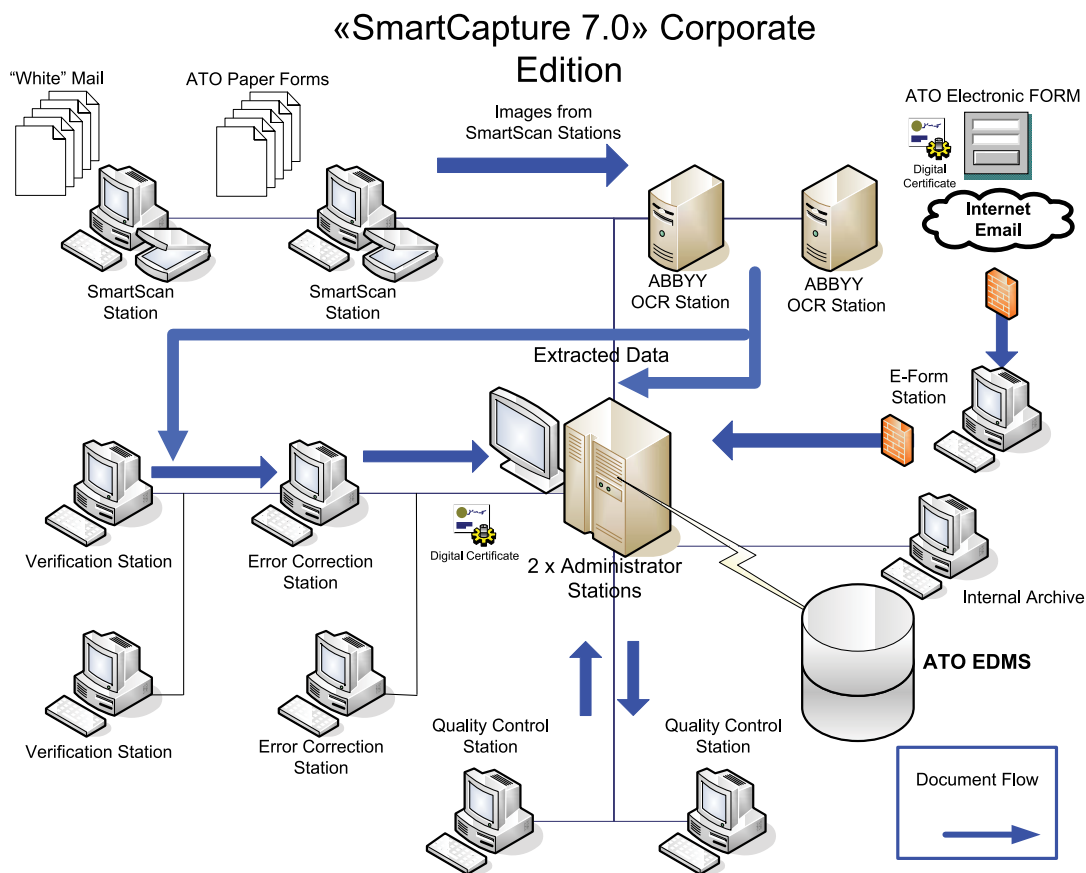 «SmartCapture 7.0» Corporate
Edition
“White” Mail
ATO Paper Forms
Images from
SmartScan Stations
ATO Electronic FORM
Digital
Certificate
Internet
Email
SmartScan
Station
SmartScan
Station
ABBYY
OCR Station
ABBYY
OCR Station
Extracted Data
E-Form
Station
Verification Station
Error Correction
Station
Digital Certificate
2 x Administrator
Stations
Internal Archive
ATO EDMS
Verification Station
Error Correction
Station
Quality Control
Station
Quality Control
Station
Document Flow